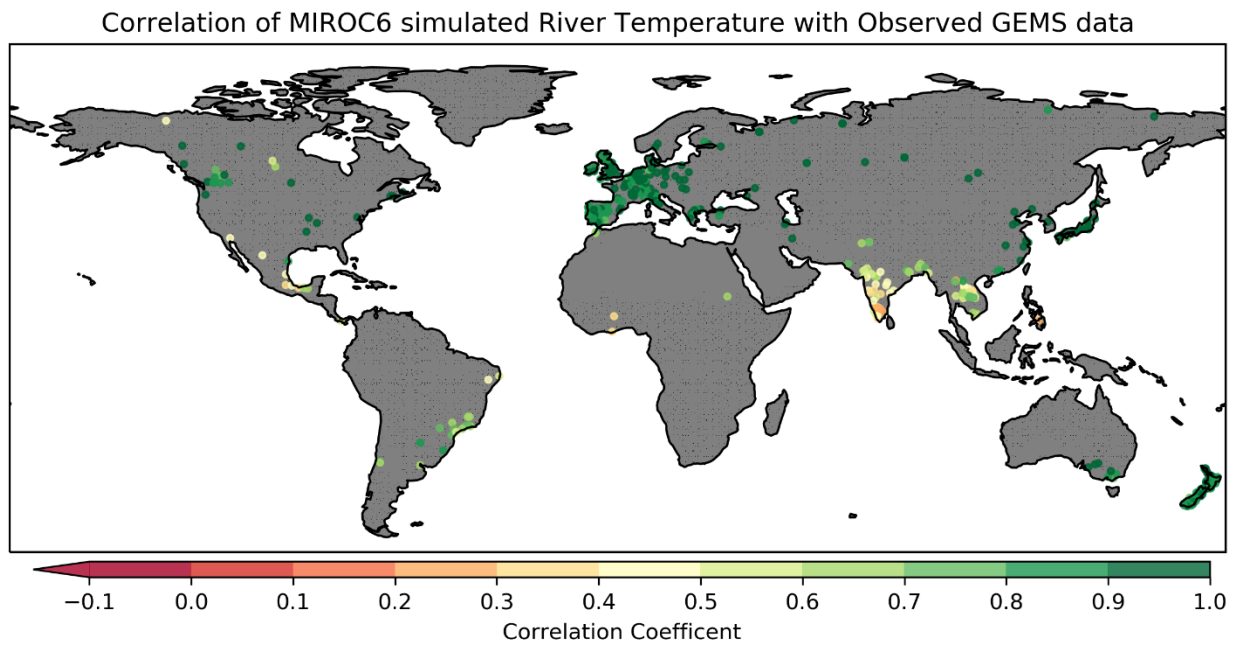 Correlation of MIROC6 simulated River Temperature with Observed GEMS data
−0.1 0.0 0.1 0.2 0.3 0.4 0.5 0.6 0.7 0.8 0.9 1.0
Correlation Coefficent